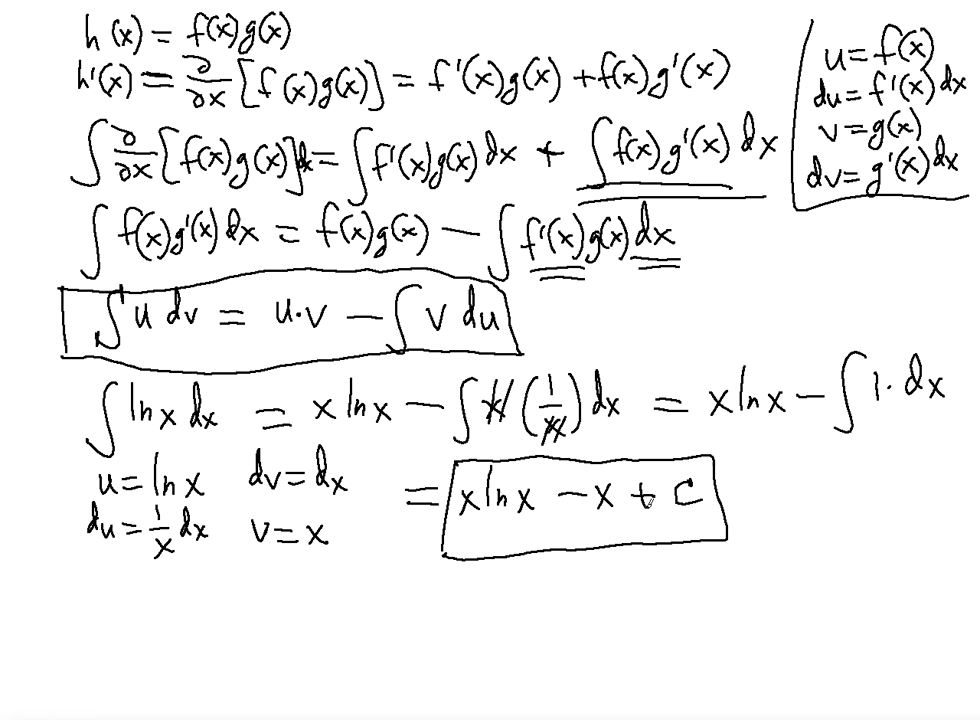 h(x) = f(x)g(x)
h'(x) = ∂/∂x [f(x)g(x)] = f'(x)g(x) + f(x)g'(x)
∫ ∂/∂x [f(x)g(x)]dx = ∫ f'(x)g(x) dx + ∫ f(x)g'(x) dx
∫ f(x)g'(x) dx = f(x)g(x) − ∫ f'(x)g(x) dx
∫ u dv = u·v − ∫ v du
u = f(x)
du = f'(x) dx
v = g(x)
dv = g'(x) dx
∫ ln x dx = x ln x − ∫ x (1/x) dx = x ln x − ∫ 1· dx
u = ln x dv = dx = x ln x − x + c
du = 1/x dx v = x